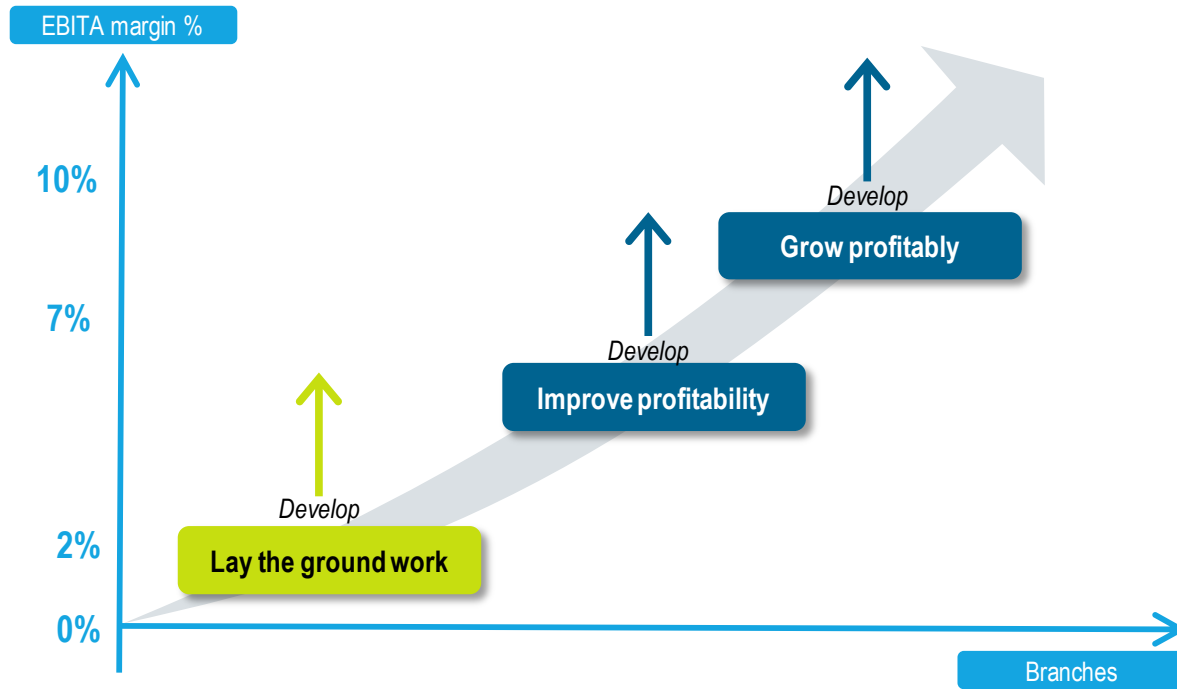 EBITA margin %
10%
Develop
Grow profitably
7%
Develop
Improve profitability
Develop
2%
Lay the ground work
0%
Branches